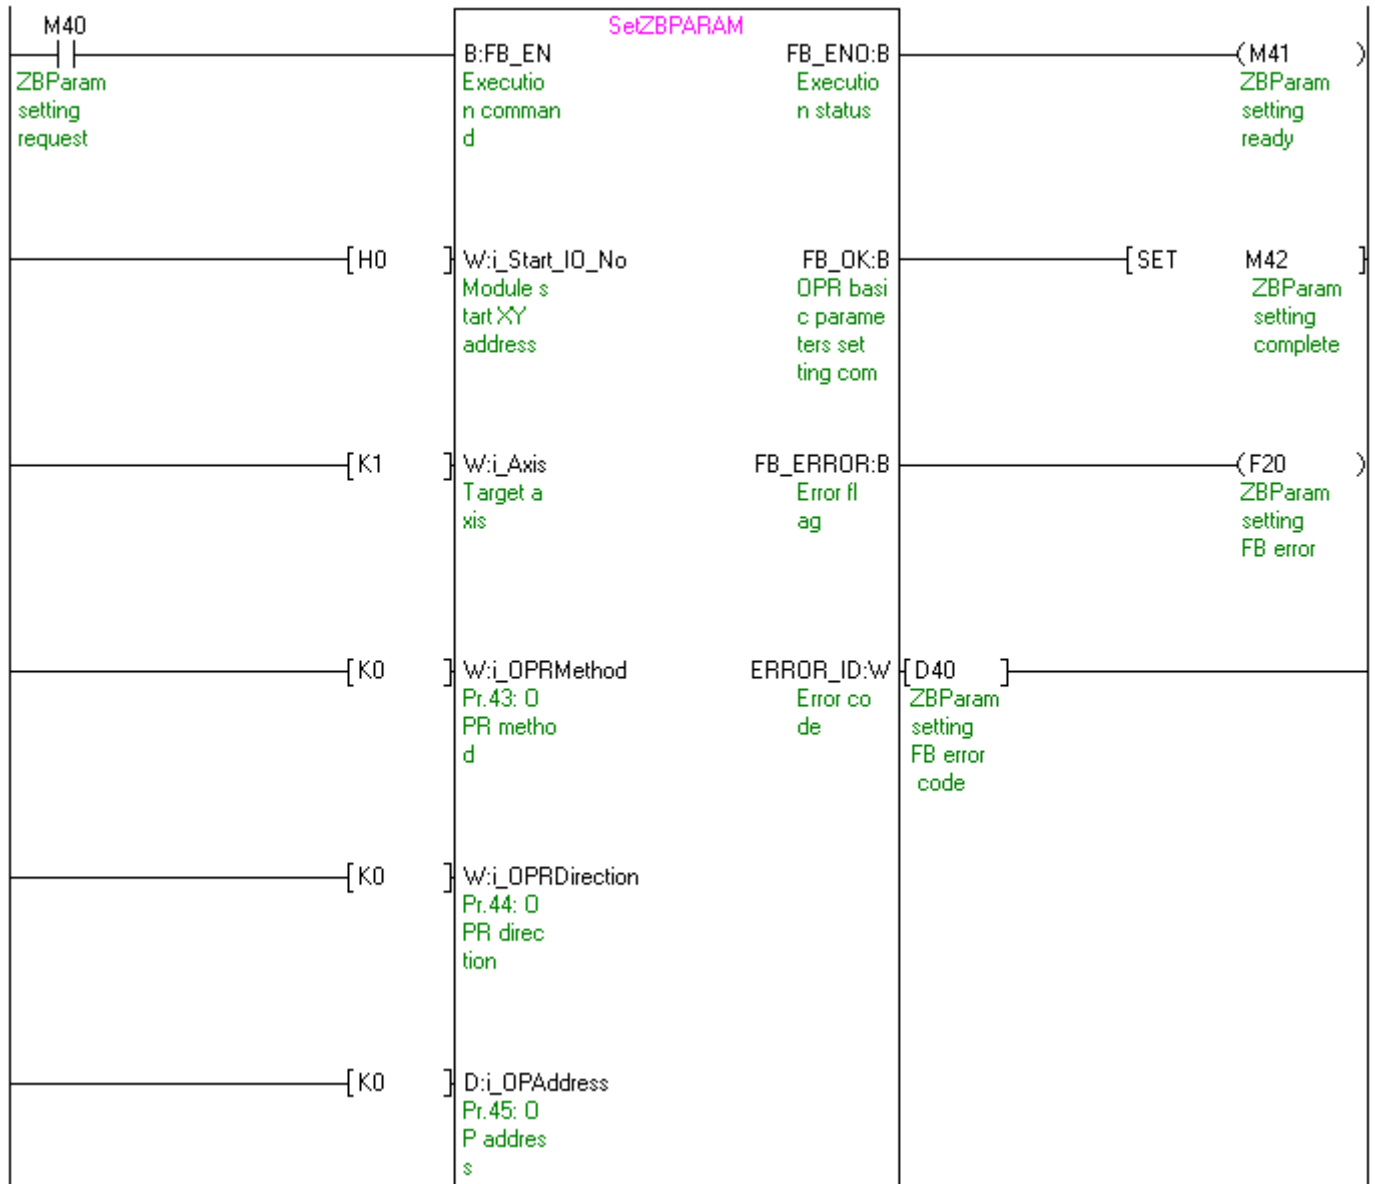 M40
SetZBPARAM
B:FB_EN
FB_ENO:B
(M41 )
ZBParam
setting
request
Executio
n comman
d
Executio
n status
ZBParam
setting
ready
[H0 ]
W:i_Start_IO_No
FB_OK:B
[SET M42 ]
Module s
tart XY
address
OPR basi
c parame
ters set
ting com
ZBParam
setting
complete
[K1 ]
W:i_Axis
FB_ERROR:B
(F20 )
Target a
xis
Error fl
ag
ZBParam
setting
FB error
[K0 ]
W:i_OPRMethod
ERROR_ID:W
[D40 ]
Pr.43: O
PR metho
d
Error co
de
ZBParam
setting
FB error
code
[K0 ]
W:i_OPRDirection
Pr.44: O
PR direc
tion
[K0 ]
D:i_OPAddress
Pr.45: O
P addres
s